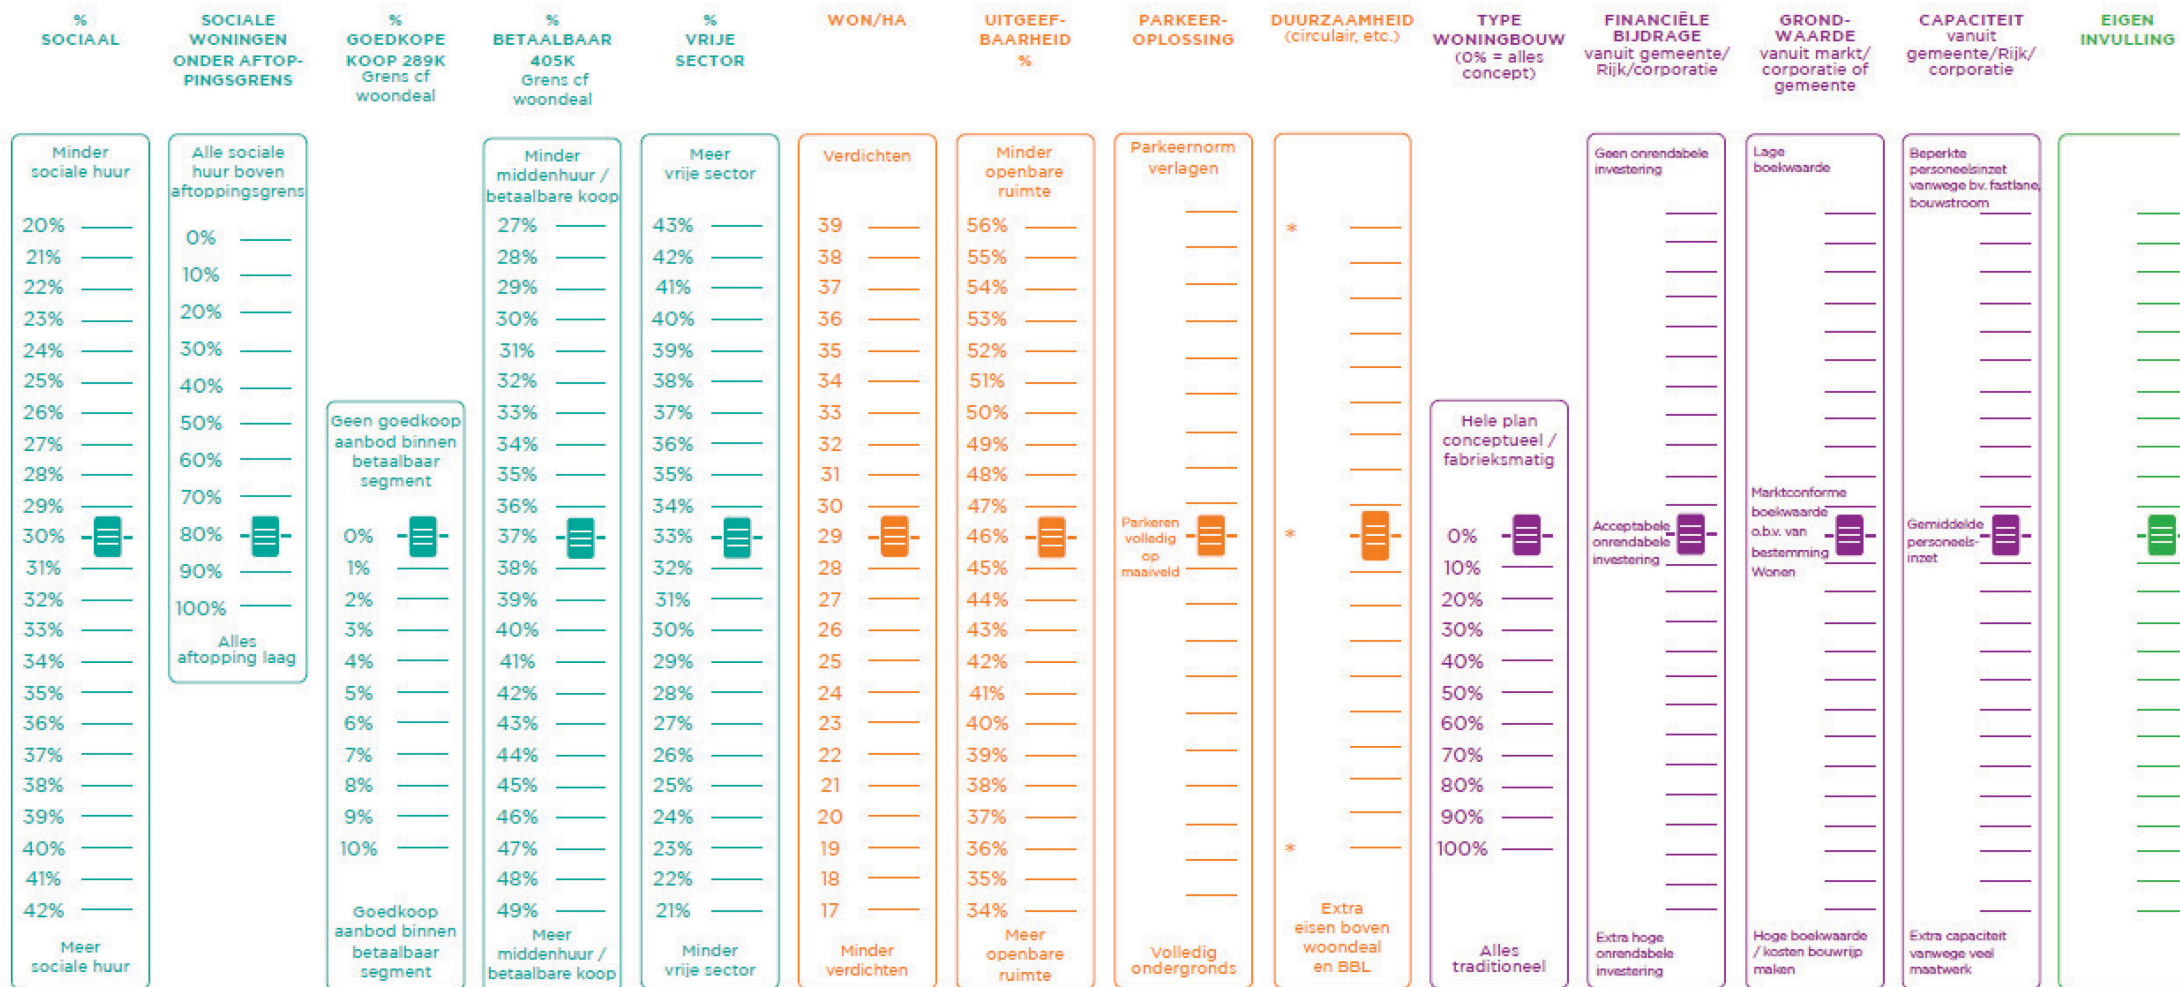 %
SOCIAAL
SOCIALE
WONINGEN
ONDER AFTOP-
PINGSGRENS
%
GOEDKOPE
KOOP 289K
Grens cf
woondeal
%
BETAALBAAR
405K
Grens cf
woondeal
%
VRIJE
SECTOR
WON/HA
UITGEEF-
BAARHEID
%
PARKEER-
OPLOSSING
DUURZAAMHEID
(circulair, etc.)
TYPE
WONINGBOUW
(0% = alles
concept)
FINANCIËLE
BIJDRAGE
vanuit gemeente/
Rijk/corporatie
GROND-
WAARDE
vanuit markt/
corporatie of
gemeente
CAPACITEIT
vanuit
gemeente/Rijk/
corporatie
EIGEN
INVULLING
Minder
sociale huur
20%
21%
22%
23%
24%
25%
26%
27%
28%
29%
30%
31%
32%
33%
34%
35%
36%
37%
38%
39%
40%
41%
42%
Meer
sociale huur
Alle sociale
huur boven
aftoppingsgrens
0%
10%
20%
30%
40%
50%
60%
70%
80%
90%
100%
Alles
aftopping laag
Geen goedkoop
aanbod binnen
betaalbaar
segment
0%
1%
2%
3%
4%
5%
6%
7%
8%
9%
10%
Goedkoop
aanbod binnen
betaalbaar
segment
Minder
middenhuur /
betaalbare koop
27%
28%
29%
30%
31%
32%
33%
34%
35%
36%
37%
38%
39%
40%
41%
42%
43%
44%
45%
46%
47%
48%
49%
Meer
middenhuur /
betaalbare koop
Meer
vrije sector
43%
42%
41%
40%
39%
38%
37%
36%
35%
34%
33%
32%
31%
30%
29%
28%
27%
26%
25%
24%
23%
22%
21%
Minder
vrije sector
Verdichten
39
38
37
36
35
34
33
32
31
30
29
28
27
26
25
24
23
22
21
20
19
18
17
Minder
verdichten
Minder
openbare
ruimte
56%
55%
54%
53%
52%
51%
50%
49%
48%
47%
46%
45%
44%
43%
42%
41%
40%
39%
38%
37%
36%
35%
34%
Meer
openbare
ruimte
Parkeernorm
verlagen
Parkeren
volledig
op
maaiveld
Volledig
ondergronds
*
*
*
Extra
eisen boven
woondeal
en BBL
Hele plan
conceptueel /
fabrieksmatig
0%
10%
20%
30%
40%
50%
60%
70%
80%
90%
100%
Alles
traditioneel
Geen onrendabele
investering
Acceptabele
onrendabele
investering
Extra hoge
onrendabele
investering
Lage
boekwaarde
Marktconforme
boekwaarde
o.b.v. van
bestemming
Wonen
Hoge boekwaarde
/ kosten bouwrijp
maken
Beperkte
personeelsinzet
vanwege bv. fastlane,
bouwstroom
Gemiddelde
personeels-
inzet
Extra capaciteit
vanwege veel
maatwerk